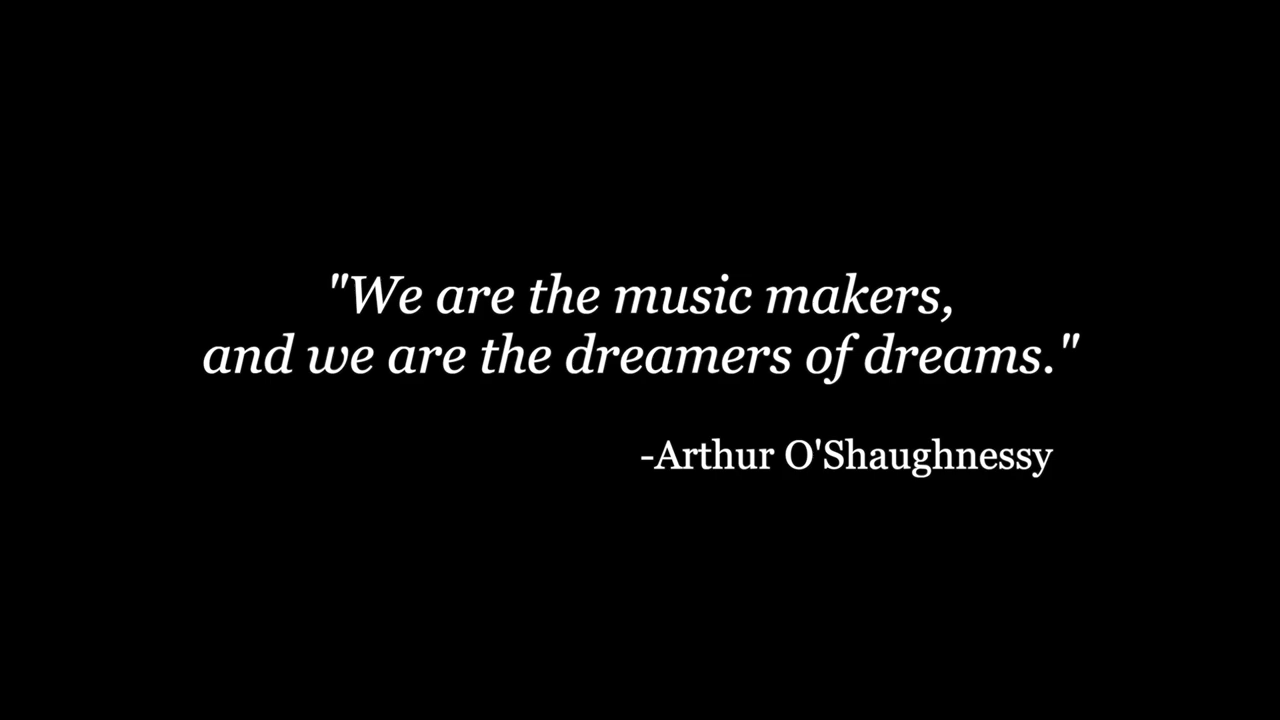 "We are the music makers,
and we are the dreamers of dreams."
-Arthur O'Shaughnessy